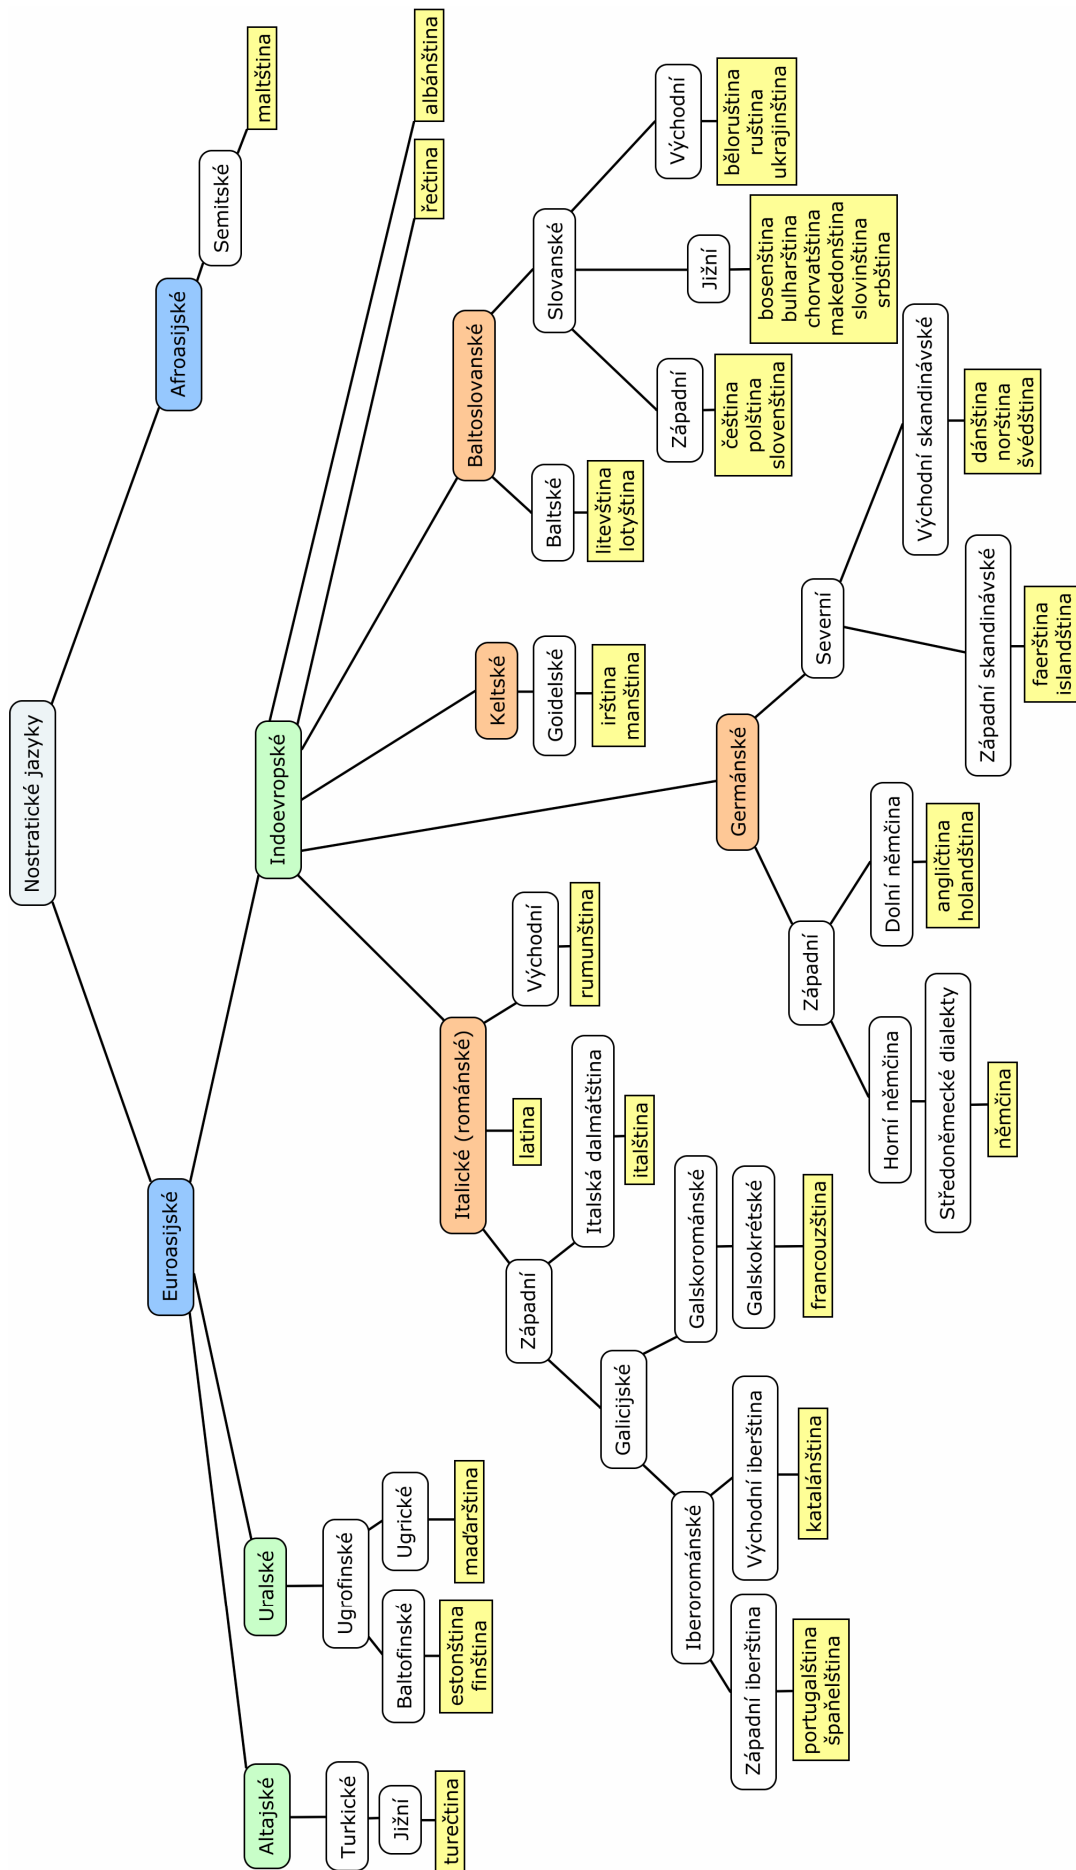 Nostratické jazyky
Euroasijské
Afroasijské
Semitské
maltština
Altajské
Turkické
Jižní
turečtina
Uralské
Ugrofinské
Baltofinské
estonština
finština
Ugrické
maďarština
Indoevropské
Italické (románské)
Západní
Galicijské
Iberorománské
Západní iberština
portugalština
španělština
Východní iberština
katalánština
Galskorománské
Galskokrétské
francouzština
Italská dalmátština
italština
latina
Východní
rumunština
Germánské
Západní
Horní němčina
Středoněmecké dialekty
němčina
Dolní němčina
angličtina
holandština
Severní
Západní skandinávské
faerština
islandština
Východní skandinávské
dánština
norština
švédština
Keltské
Goidelské
irština
manština
Baltoslovanské
Baltské
litevština
lotyština
Slovanské
Západní
čeština
polština
slovenština
Jižní
bosenština
bulharština
chorvatština
makedonština
slovinština
srbština
Východní
běloruština
ruština
ukrajinština
řečtina
albánština